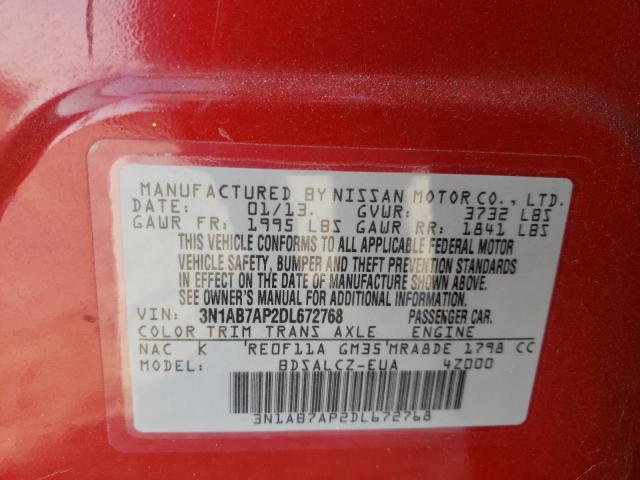 MANUFACTURED BY NISSAN MOTOR CO., LTD.
DATE: 01/13. GVWR: 3732 LBS
GAWR FR: 1995 LBS GAWR RR: 1841 LBS
THIS VEHICLE CONFORMS TO ALL APPLICABLE FEDERAL MOTOR
VEHICLE SAFETY, BUMPER AND THEFT PREVENTION STANDARDS
IN EFFECT ON THE DATE OF MANUFACTURE SHOWN ABOVE.
SEE OWNER'S MANUAL FOR ADDITIONAL INFORMATION.
VIN: 3N1AB7AP2DL672768 PASSENGER CAR.
COLOR TRIM TRANS AXLE ENGINE
NAC K 'RE0F11A GM35'MRA8DE 1798 CC
MODEL: BDSALCZ-EUA 4Z000
3N1AB7AP2DL672768